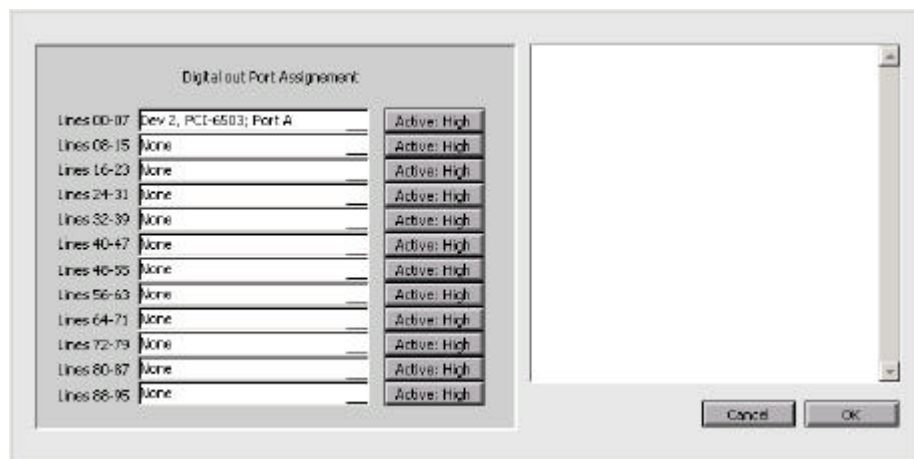 Digital out Port Assignement
Lines 00-07 Dev 2, PCI-6503; Port A Active: High
Lines 08-15 None Active: High
Lines 16-23 None Active: High
Lines 24-31 None Active: High
Lines 32-39 None Active: High
Lines 40-47 None Active: High
Lines 48-55 None Active: High
Lines 56-63 None Active: High
Lines 64-71 None Active: High
Lines 72-79 None Active: High
Lines 80-87 None Active: High
Lines 88-95 None Active: High
Cancel OK